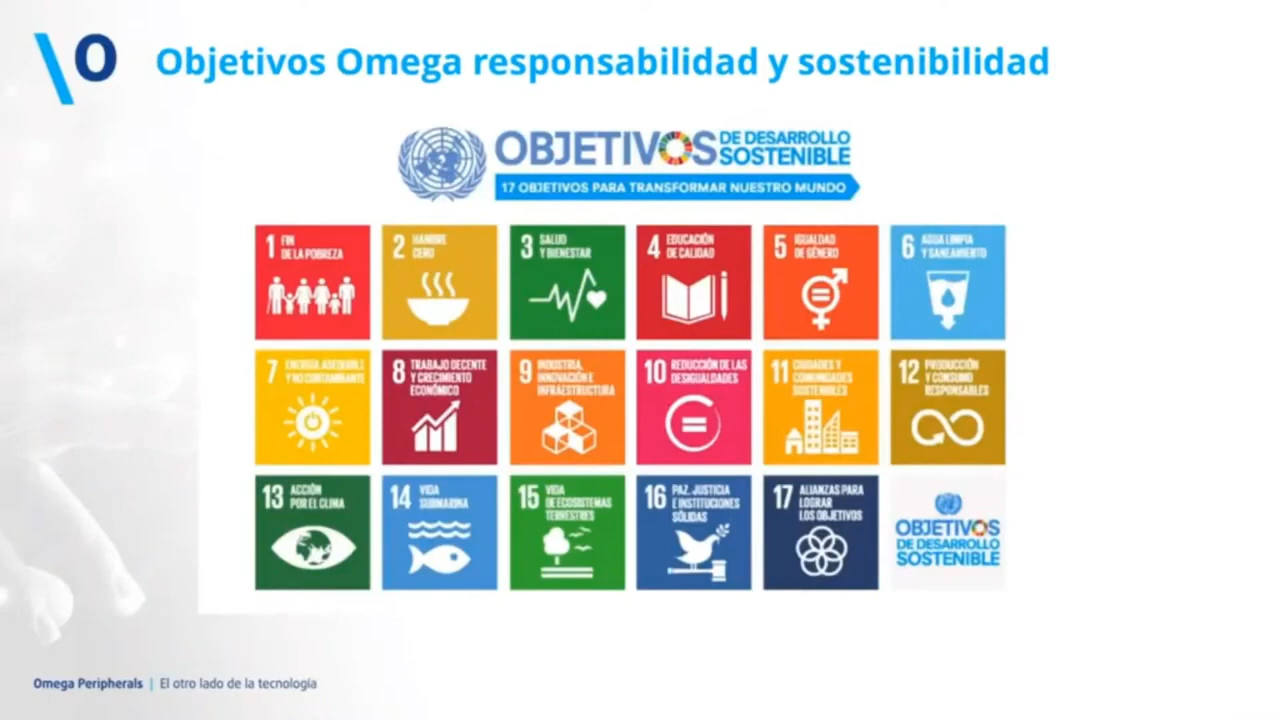 \O
Objetivos Omega responsabilidad y sostenibilidad
OBJETIVOS
DE DESARROLLO
SOSTENIBLE
17 OBJETIVOS PARA TRANSFORMAR NUESTRO MUNDO
1 FIN
DE LA POBREZA
2 HAMBRE
CERO
3 SALUD
Y BIENESTAR
4 EDUCACIÓN
DE CALIDAD
5 IGUALDAD
DE GÉNERO
6 AGUA LIMPIA
Y SANEAMIENTO
7 ENERGÍA ASEQUIBLE
Y NO CONTAMINANTE
8 TRABAJO DECENTE
Y CRECIMIENTO
ECONÓMICO
9 INDUSTRIA,
INNOVACIÓN E
INFRAESTRUCTURA
10 REDUCCIÓN DE LAS
DESIGUALDADES
11 CIUDADES Y
COMUNIDADES
SOSTENIBLES
12 PRODUCCIÓN
Y CONSUMO
RESPONSABLES
13 ACCIÓN
POR EL CLIMA
14 VIDA
SUBMARINA
15 VIDA
DE ECOSISTEMAS
TERRESTRES
16 PAZ, JUSTICIA
E INSTITUCIONES
SÓLIDAS
17 ALIANZAS PARA
LOGRAR
LOS OBJETIVOS
OBJETIVOS
DE DESARROLLO
SOSTENIBLE
Omega Peripherals | El otro lado de la tecnología